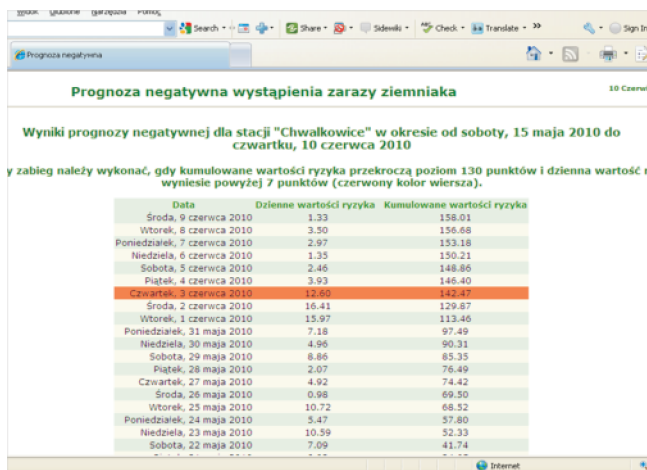 Widok Ulubione Narzędzia Pomoc
Search Share Sidewiki Check Translate Sign In
Prognoza negatywna
Prognoza negatywna wystąpienia zarazy ziemniaka
10 Czerwi
Wyniki prognozy negatywnej dla stacji "Chwalkowice" w okresie od soboty, 15 maja 2010 do
czwartku, 10 czerwca 2010
y zabieg należy wykonać, gdy kumulowane wartości ryzyka przekroczą poziom 130 punktów i dzienna wartość r
wyniesie powyżej 7 punktów (czerwony kolor wiersza).
Data Dzienne wartości ryzyka Kumulowane wartości ryzyka
Środa, 9 czerwca 2010 1.33 158.01
Wtorek, 8 czerwca 2010 3.50 156.68
Poniedziałek, 7 czerwca 2010 2.97 153.18
Niedziela, 6 czerwca 2010 1.35 150.21
Sobota, 5 czerwca 2010 2.46 148.86
Piątek, 4 czerwca 2010 3.93 146.40
Czwartek, 3 czerwca 2010 12.60 142.47
Środa, 2 czerwca 2010 16.41 129.87
Wtorek, 1 czerwca 2010 15.97 113.46
Poniedziałek, 31 maja 2010 7.18 97.49
Niedziela, 30 maja 2010 4.96 90.31
Sobota, 29 maja 2010 8.86 85.35
Piątek, 28 maja 2010 2.07 76.49
Czwartek, 27 maja 2010 4.92 74.42
Środa, 26 maja 2010 0.98 69.50
Wtorek, 25 maja 2010 10.72 68.52
Poniedziałek, 24 maja 2010 5.47 57.80
Niedziela, 23 maja 2010 10.59 52.33
Sobota, 22 maja 2010 7.09 41.74
Internet